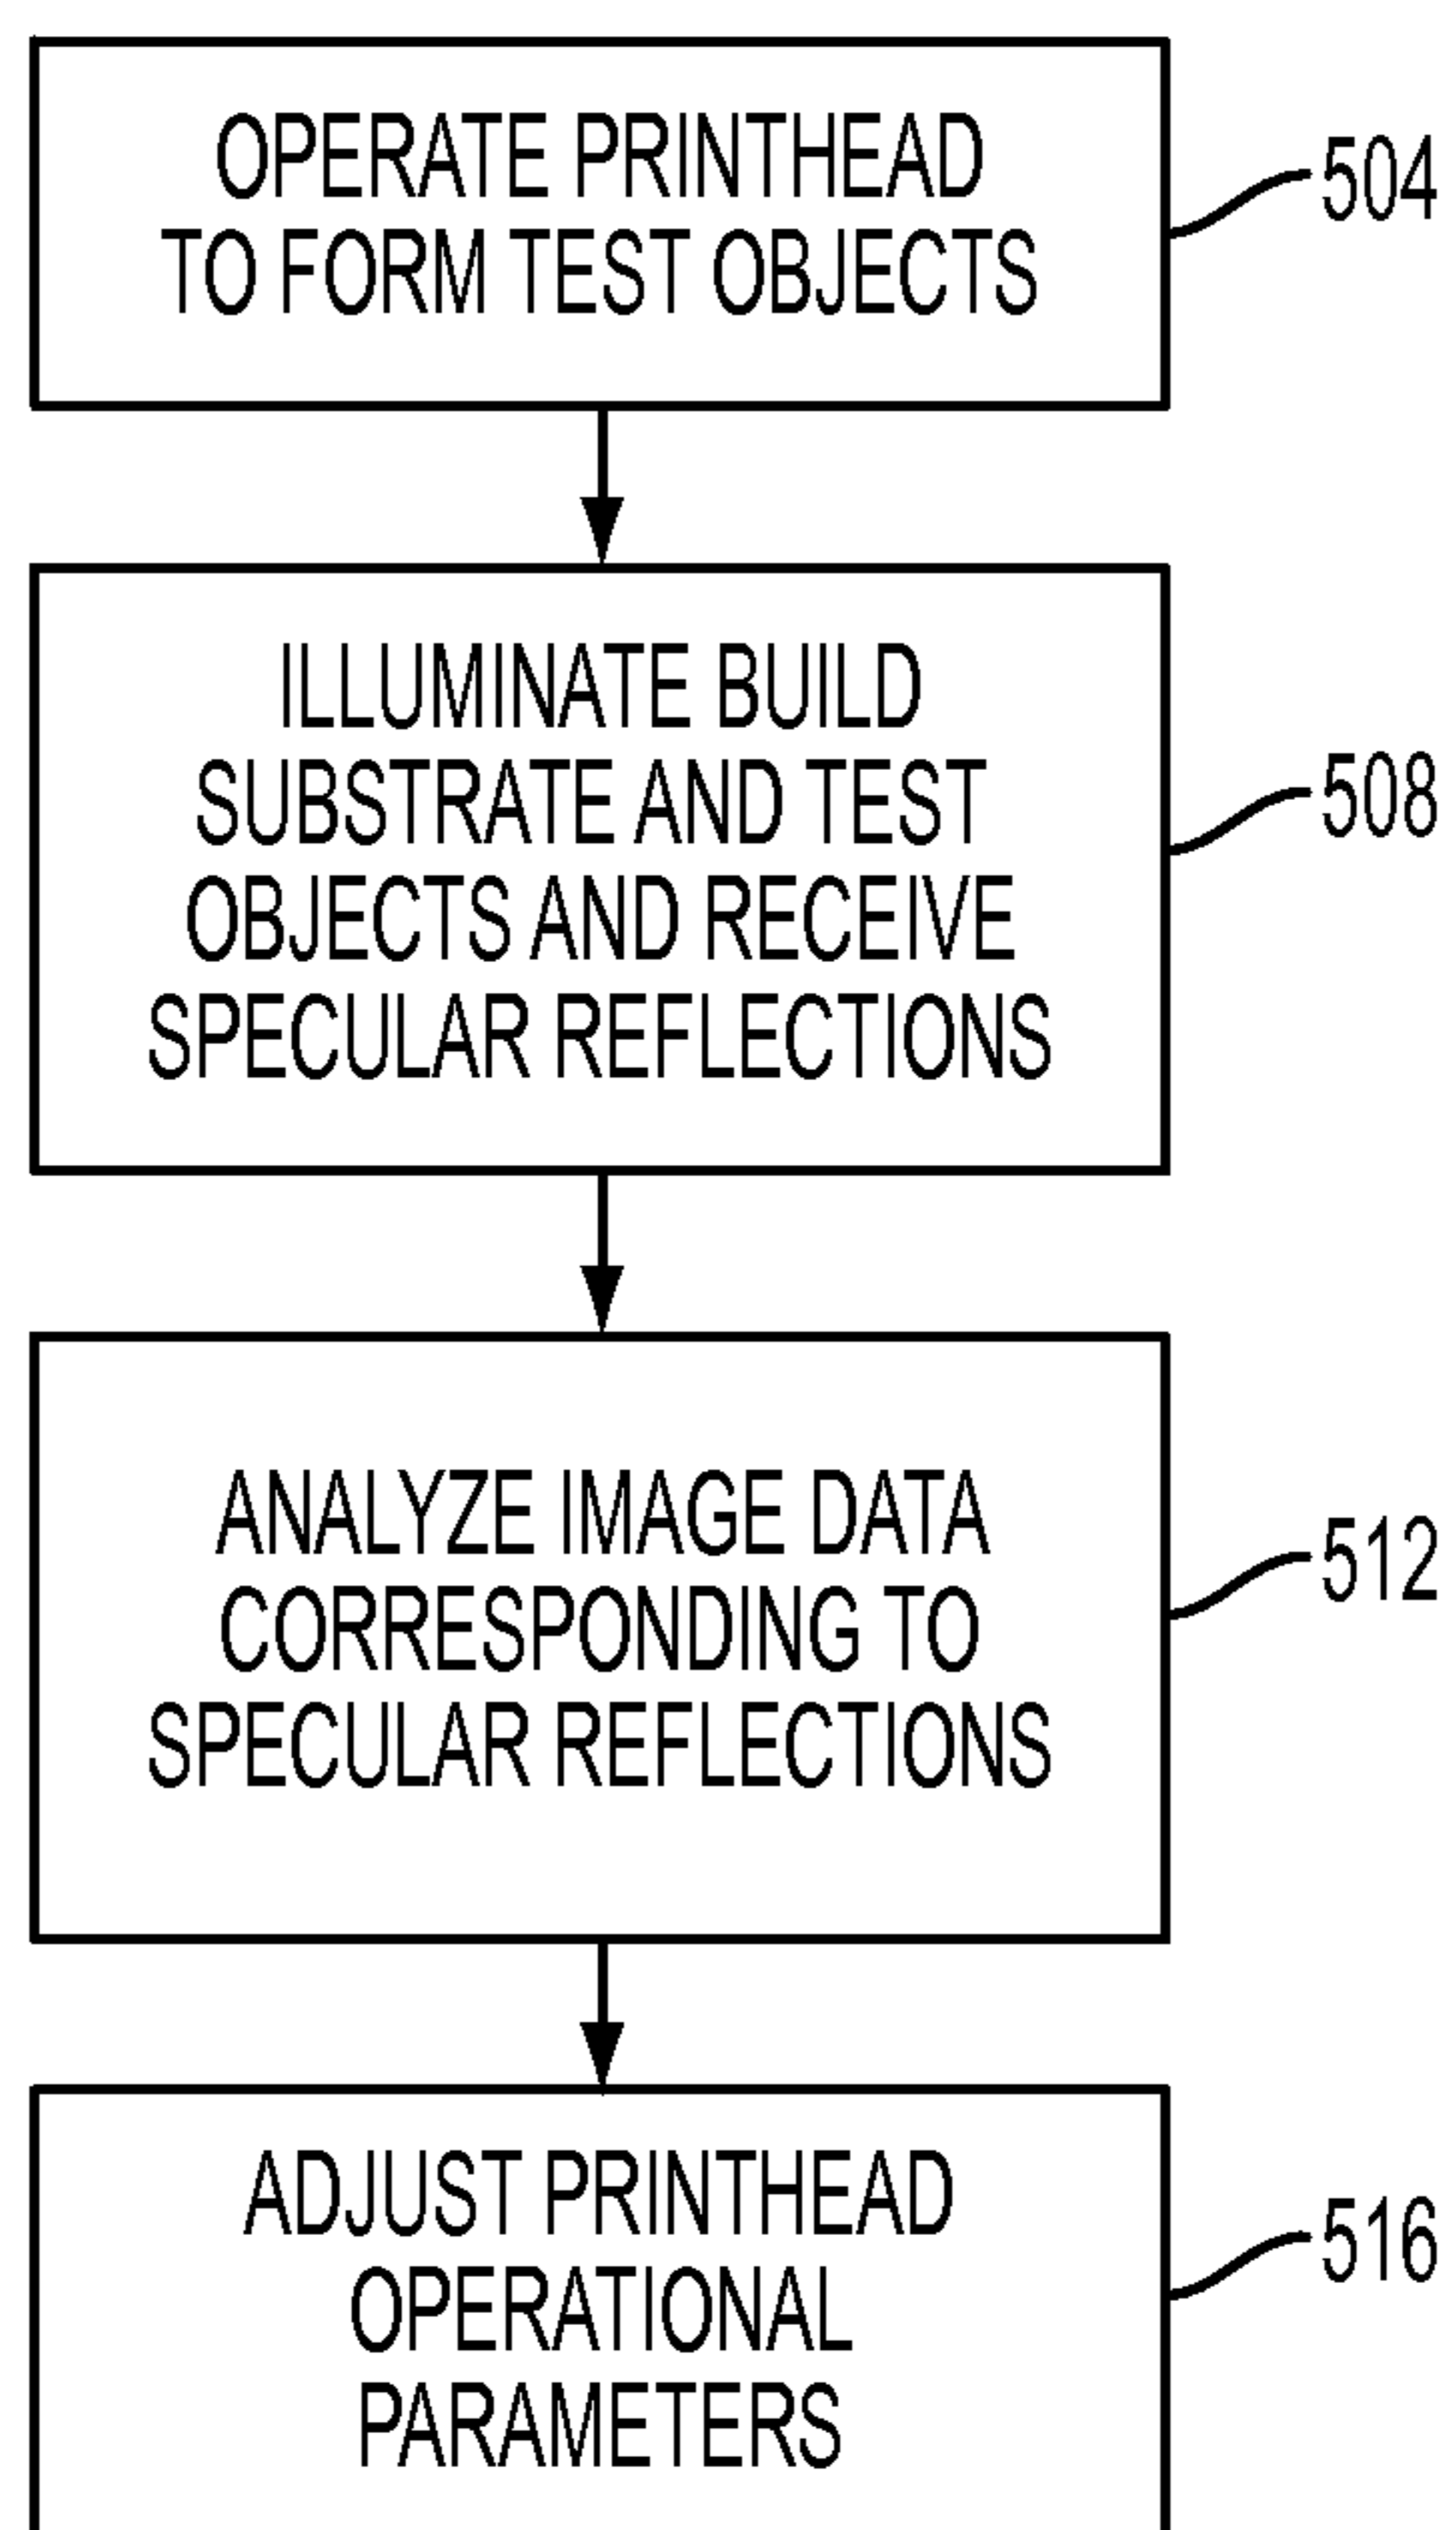 OPERATE PRINTHEAD
TO FORM TEST OBJECTS
504
ILLUMINATE BUILD
SUBSTRATE AND TEST
OBJECTS AND RECEIVE
SPECULAR REFLECTIONS
508
ANALYZE IMAGE DATA
CORRESPONDING TO
SPECULAR REFLECTIONS
512
ADJUST PRINTHEAD
OPERATIONAL
PARAMETERS
516